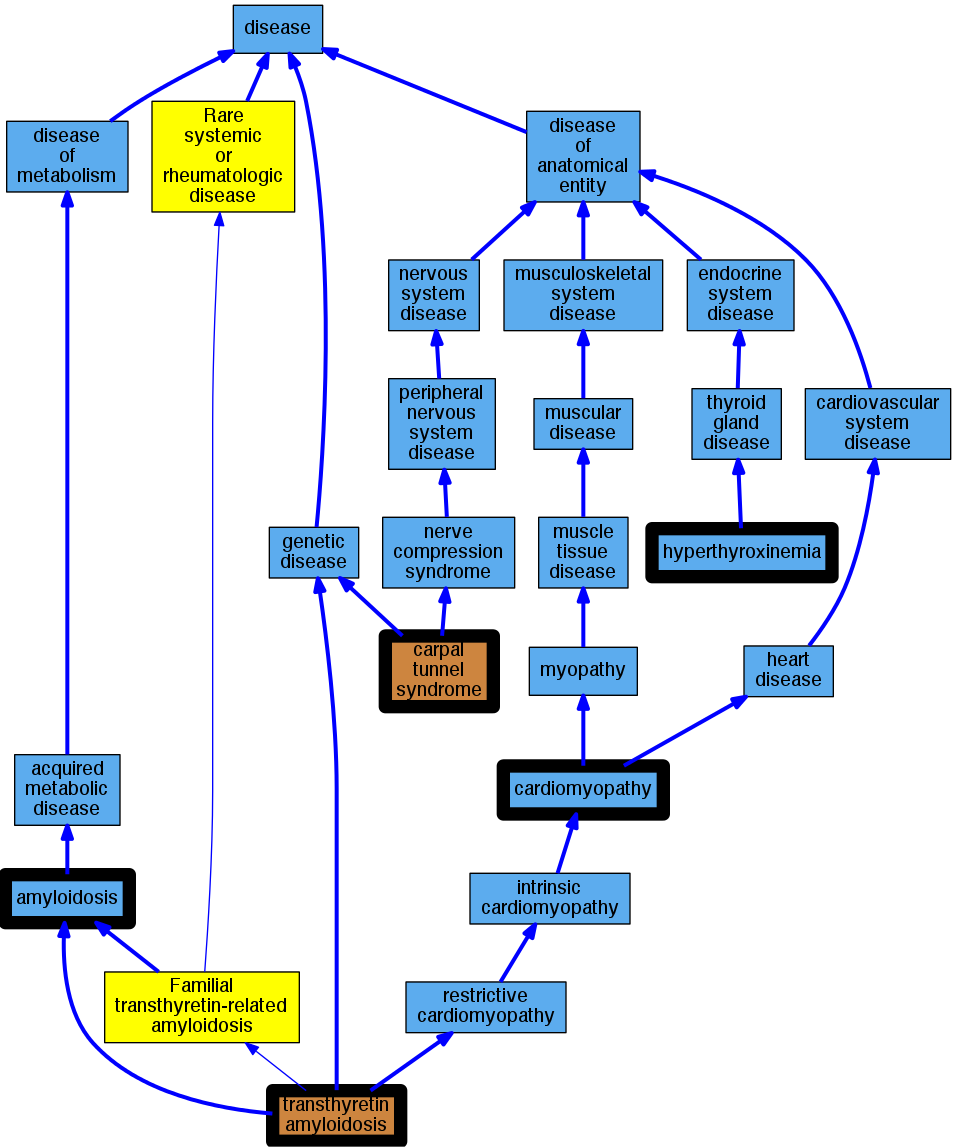 disease
disease
of
metabolism
Rare
systemic
or
rheumatologic
disease
disease
of
anatomical
entity
nervous
system
disease
musculoskeletal
system
disease
endocrine
system
disease
peripheral
nervous
system
disease
muscular
disease
thyroid
gland
disease
cardiovascular
system
disease
genetic
disease
nerve
compression
syndrome
muscle
tissue
disease
hyperthyroxinemia
carpal
tunnel
syndrome
myopathy
heart
disease
acquired
metabolic
disease
cardiomyopathy
amyloidosis
intrinsic
cardiomyopathy
Familial
transthyretin-related
amyloidosis
restrictive
cardiomyopathy
transthyretin
amyloidosis